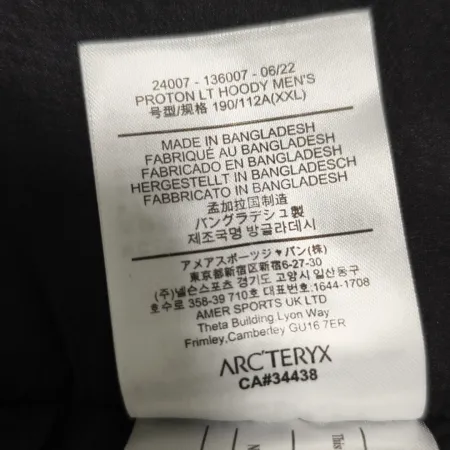 24007 - 136007 - 06/22
PROTON LT HOODY MEN'S
号型/规格 190/112A(XXL)
MADE IN BANGLADESH
FABRIQUÉ AU BANGLADESH
FABRICADO EN BANGLADESH
HERGESTELLT IN BANGLADESCH
FABBRICATO IN BANGLADESH
孟加拉国制造
バングラデシュ製
제조국명 방글라데시
アメアスポーツジャパン(株)
東京都新宿区新宿6-27-30
(주)넬슨스포츠 경기도 고양시 일산동구
호수로 358-39 710호 대표번호.1644-1708
AMER SPORTS UK LTD
Theta Building Lyon Way
Frimley, Camberley GU16 7ER
ARC'TERYX
CA#34438
This